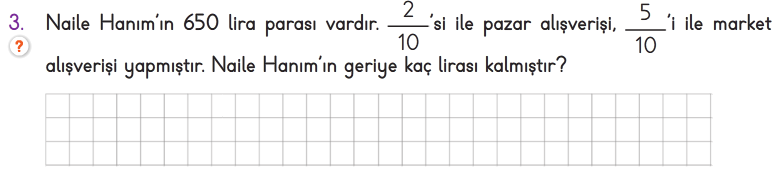 3. Naile Hanım'ın 650 lira parası vardır. 2/10'si ile pazar alışverişi, 5/10'i ile market
? alışverişi yapmıştır. Naile Hanım'ın geriye kaç lirası kalmıştır?